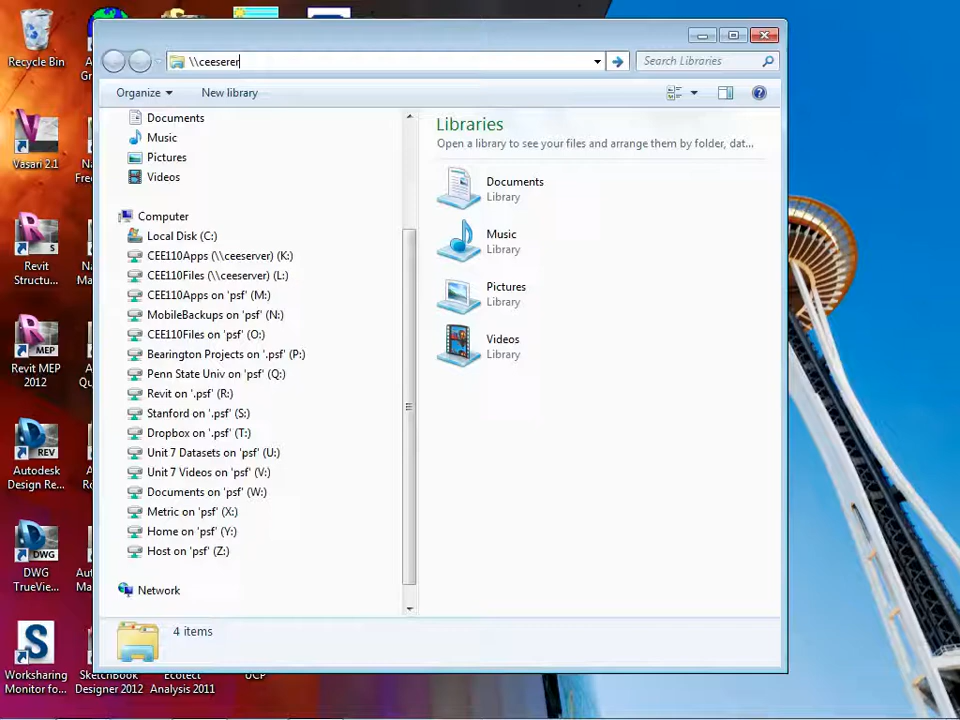 Recycle Bin
Vasari 2.1
Revit
Structu...
Revit MEP
2012
Autodesk
Design Re...
DWG
TrueVie...
Worksharing
Monitor fo...
SketchBook
Designer 2012
Ecotect
Analysis 2011
UCP
\\ceeserer
Search Libraries
Organize
New library
Documents
Music
Pictures
Videos
Computer
Local Disk (C:)
CEE110Apps (\\ceeserver) (K:)
CEE110Files (\\ceeserver) (L:)
CEE110Apps on 'psf' (M:)
MobileBackups on 'psf' (N:)
CEE110Files on 'psf' (O:)
Bearington Projects on '.psf' (P:)
Penn State Univ on '.psf' (Q:)
Revit on '.psf' (R:)
Stanford on '.psf' (S:)
Dropbox on '.psf' (T:)
Unit 7 Datasets on 'psf' (U:)
Unit 7 Videos on 'psf' (V:)
Documents on 'psf' (W:)
Metric on 'psf' (X:)
Home on 'psf' (Y:)
Host on 'psf' (Z:)
Network
Libraries
Open a library to see your files and arrange them by folder, dat...
Documents
Library
Music
Library
Pictures
Library
Videos
Library
4 items